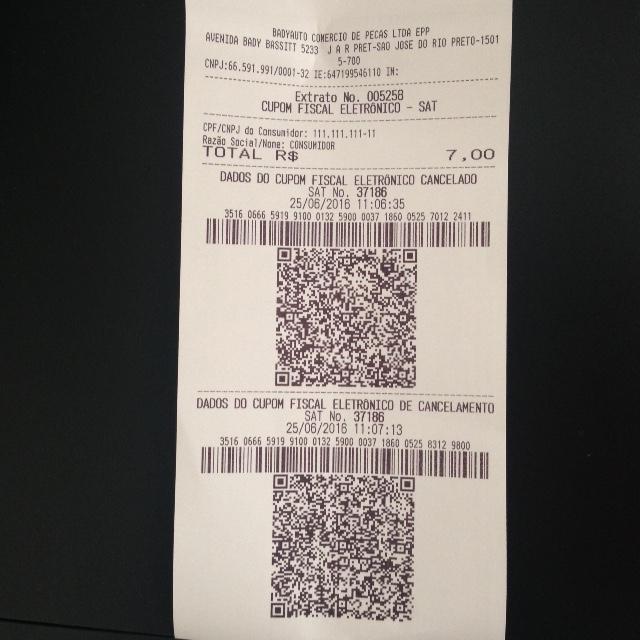 BADYAUTO COMERCIO DE PECAS LTDA EPP
AVENIDA BADY BASSITT 5233 J A R PRET-SAO JOSE DO RIO PRETO-1501
5-700
CNPJ:66.591.991/0001-32 IE:647199546110 IN:
Extrato No. 005258
CUPOM FISCAL ELETRÔNICO - SAT
CPF/CNPJ do Consumidor: 111.111.111-11
Razão Social/Nome: CONSUMIDOR
TOTAL R$ 7,00
DADOS DO CUPOM FISCAL ELETRÔNICO CANCELADO
SAT No. 37186
25/06/2016 11:06:35
3516 0666 5919 9100 0132 5900 0037 1860 0525 7012 2411
DADOS DO CUPOM FISCAL ELETRÔNICO DE CANCELAMENTO
SAT No. 37186
25/06/2016 11:07:13
3516 0666 5919 9100 0132 5900 0037 1860 0525 8312 9800